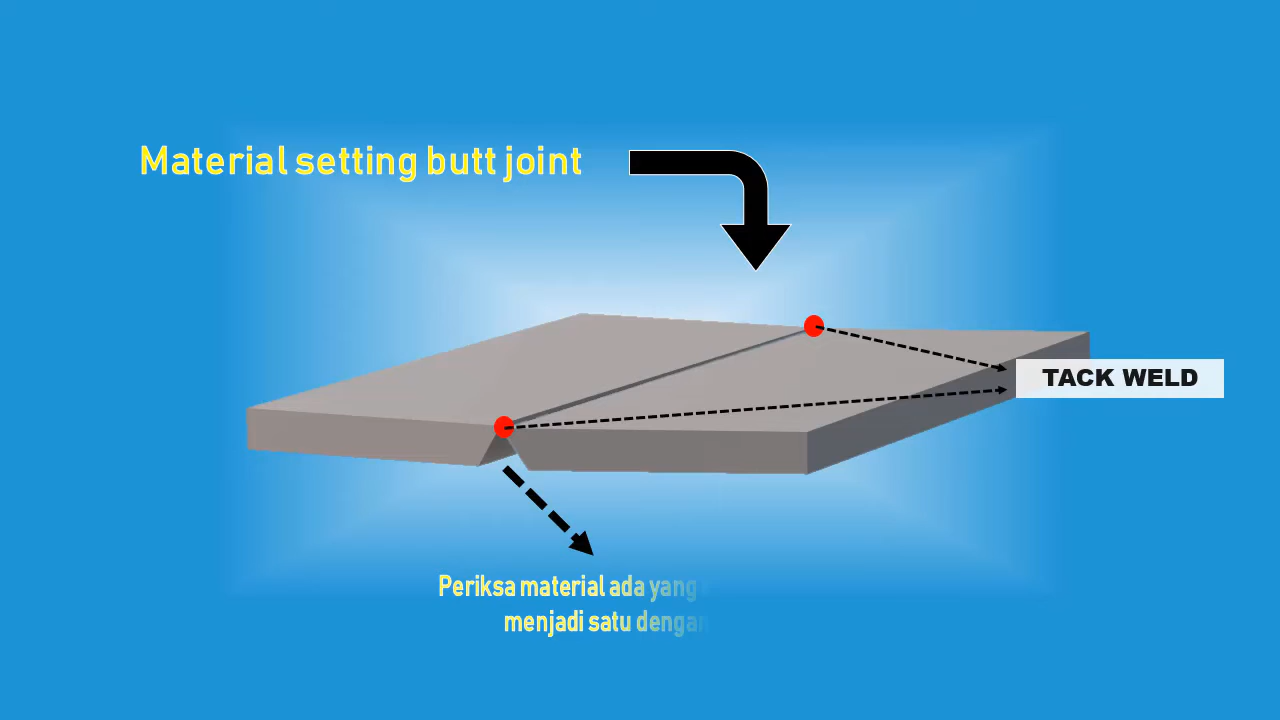 Material setting butt joint
TACK WELD
Periksa material ada yang
menjadi satu dengan